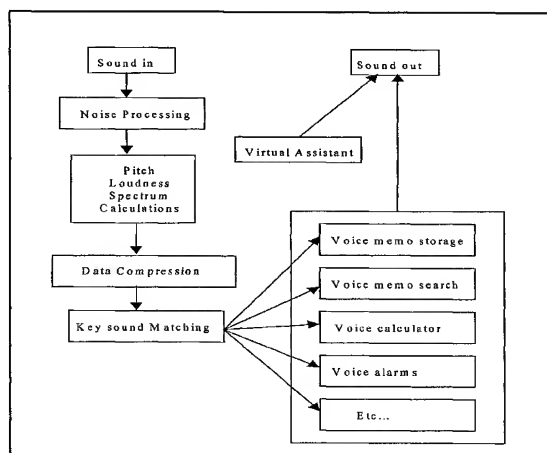 Sound in
Noise Processing
Pitch
Loudness
Spectrum
Calculations
Data Compression
Key sound Matching
Sound out
Virtual Assistant
Voice memo storage
Voice memo search
Voice calculator
Voice alarms
Etc...